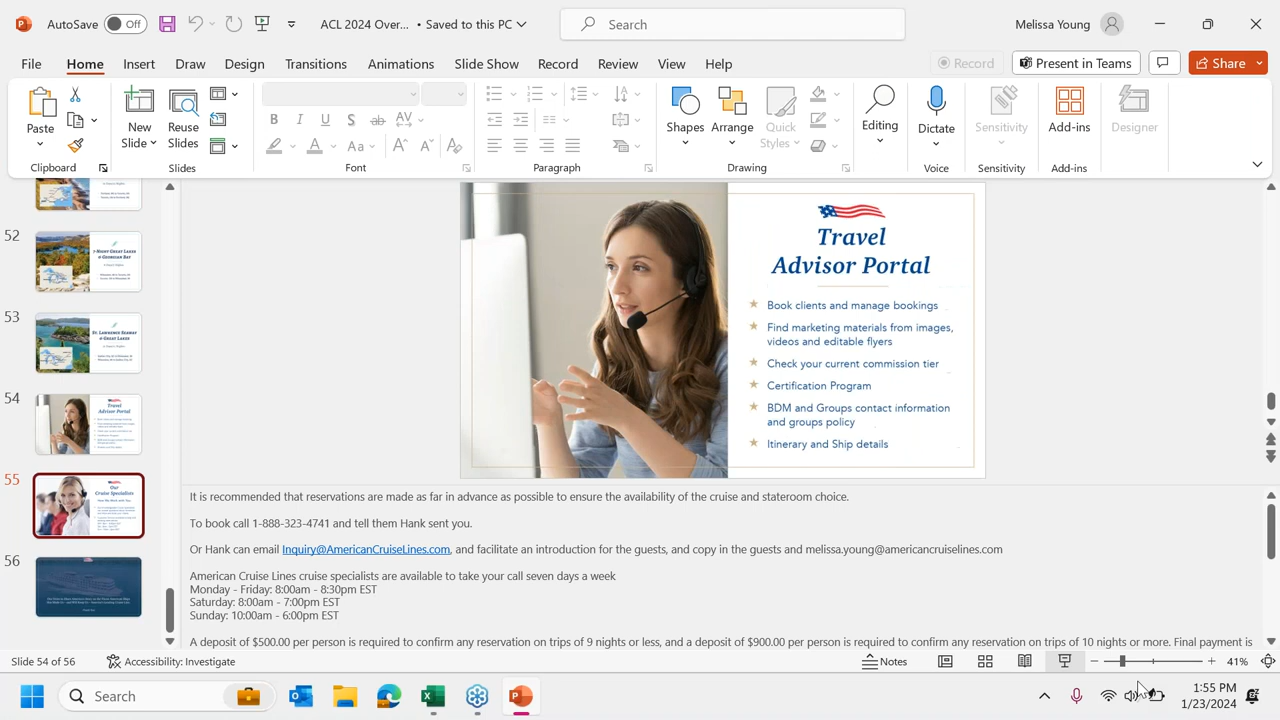 AutoSave Off ACL 2024 Over... • Saved to this PC Search Melissa Young
File Home Insert Draw Design Transitions Animations Slide Show Record Review View Help Record Present in Teams Share
Paste New Slide Reuse Slides B I U S ab AV Aa A A A Shapes Arrange Quick Styles Editing Dictate Sensitivity Add-ins Designer
Clipboard Slides Font Paragraph Drawing Voice Sensitivity Add-ins
52
53
54
55
56
Travel
Advisor Portal
Book clients and manage bookings
Find marketing materials from images,
videos and editable flyers
Check your current commission tier
Certification Program
BDM and Groups contact information
and groups policy
Itinerary and Ship details
It is recommended that reservations are made as far in advance as possible to ensure the availability of the cruise and stateroom choice.
To book call 1-800-323-4741 and tell them Hank sent you.
Or Hank can email Inquiry@AmericanCruiseLines.com, and facilitate an introduction for the guests, and copy in the guests and melissa.young@americancruiselines.com
American Cruise Lines cruise specialists are available to take your call seven days a week
Monday - Friday: 8:00am - 8:30pm EST
Saturday: 8:00am - 7:00pm EST
Sunday: 10:00am - 6:00pm EST
A deposit of $500.00 per person is required to confirm any reservation on trips of 9 nights or less, and a deposit of $900.00 per person is required to confirm any reservation on trips of 10 nights or more. Final payment is
Slide 54 of 56 Accessibility: Investigate Notes 41%
Search 1:55 PM
1/23/2024